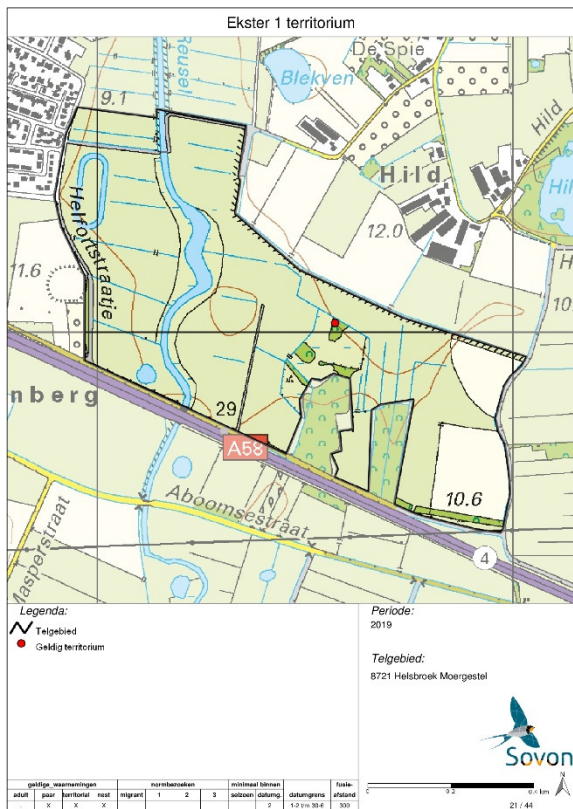 Ekster 1 territorium
De Spie
Reusel
Blekven
9.1
Hild
Hild
Helfortstraatje
12.0
11.6
29
nberg
A58
10.6
Aboomsestraat
Masperstraat
4
Legenda:
Telgebied
Geldig territorium
Periode:
2019
Telgebied:
8721 Helsbroek Moergestel
Sovon
geldige_waarnemingen normbezoeken minimaal binnen fusie-
adult paar territorial nest migrant 1 2 3 seizoen datumg. datumgrens afstand
. X X X 2 1-2 t/m 30-6 300
0 0.2 0.4 km
21 / 44